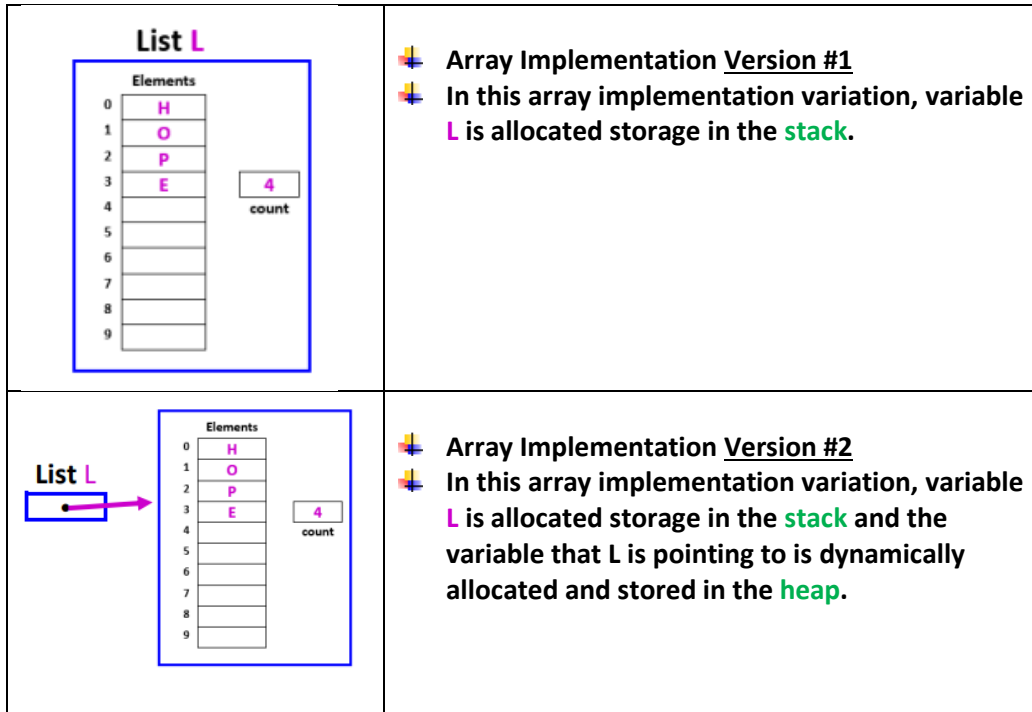 List L
Elements
0 H
1 O
2 P
3 E 4
4 count
5
6
7
8
9
Array Implementation Version #1
In this array implementation variation, variable
L is allocated storage in the stack.
List L
Elements
0 H
1 O
2 P
3 E 4
4 count
5
6
7
8
9
Array Implementation Version #2
In this array implementation variation, variable
L is allocated storage in the stack and the
variable that L is pointing to is dynamically
allocated and stored in the heap.